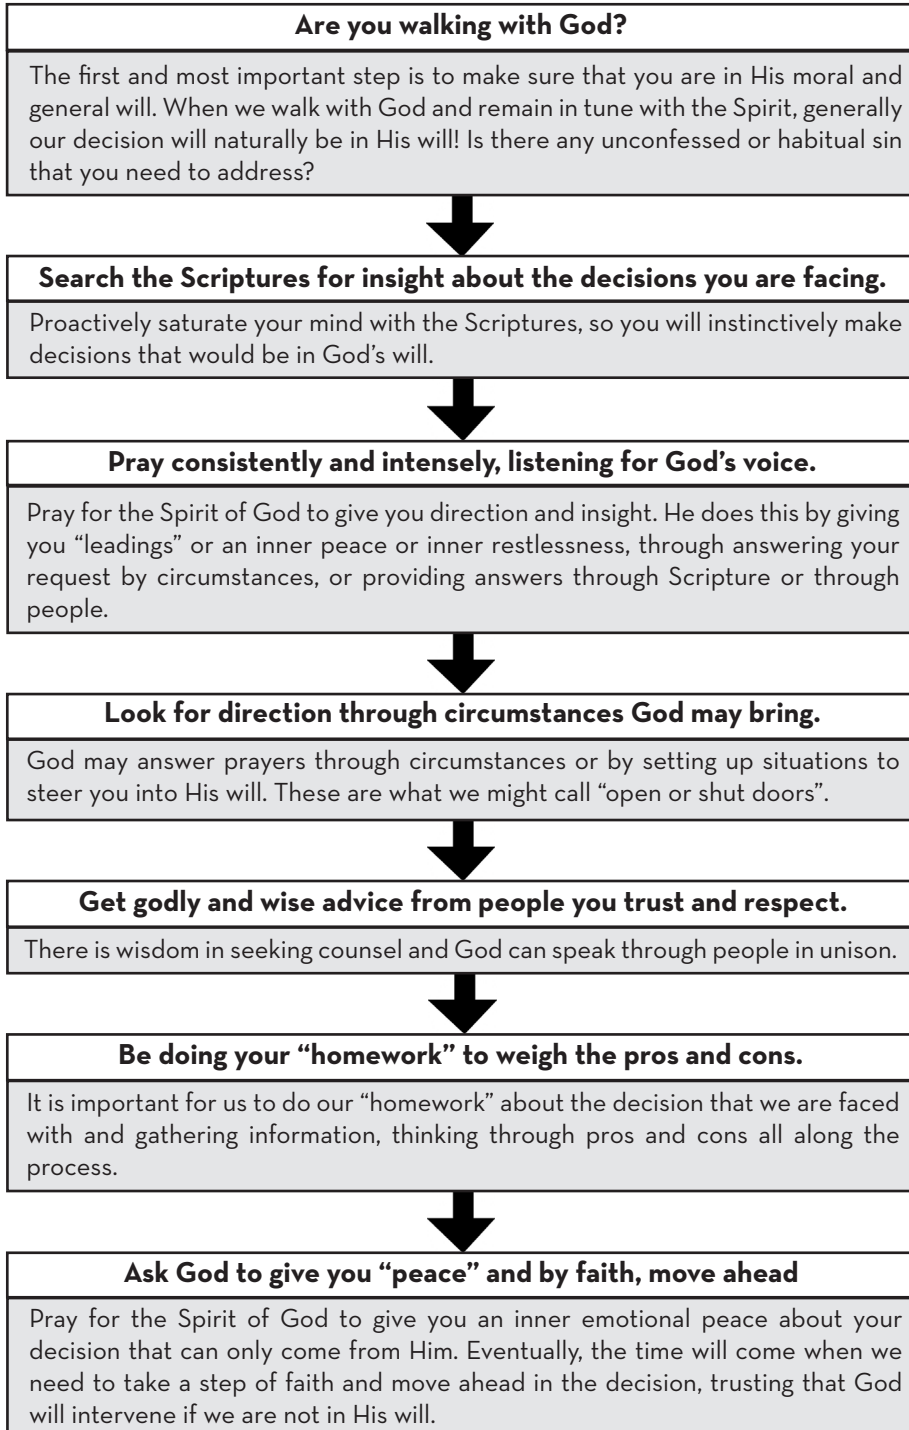 Are you walking with God?
The first and most important step is to make sure that you are in His moral and
general will. When we walk with God and remain in tune with the Spirit, generally
our decision will naturally be in His will! Is there any unconfessed or habitual sin
that you need to address?
Search the Scriptures for insight about the decisions you are facing.
Proactively saturate your mind with the Scriptures, so you will instinctively make
decisions that would be in God's will.
Pray consistently and intensely, listening for God's voice.
Pray for the Spirit of God to give you direction and insight. He does this by giving
you “leadings” or an inner peace or inner restlessness, through answering your
request by circumstances, or providing answers through Scripture or through
people.
Look for direction through circumstances God may bring.
God may answer prayers through circumstances or by setting up situations to
steer you into His will. These are what we might call “open or shut doors”.
Get godly and wise advice from people you trust and respect.
There is wisdom in seeking counsel and God can speak through people in unison.
Be doing your “homework” to weigh the pros and cons.
It is important for us to do our “homework” about the decision that we are faced
with and gathering information, thinking through pros and cons all along the
process.
Ask God to give you “peace” and by faith, move ahead
Pray for the Spirit of God to give you an inner emotional peace about your
decision that can only come from Him. Eventually, the time will come when we
need to take a step of faith and move ahead in the decision, trusting that God
will intervene if we are not in His will.